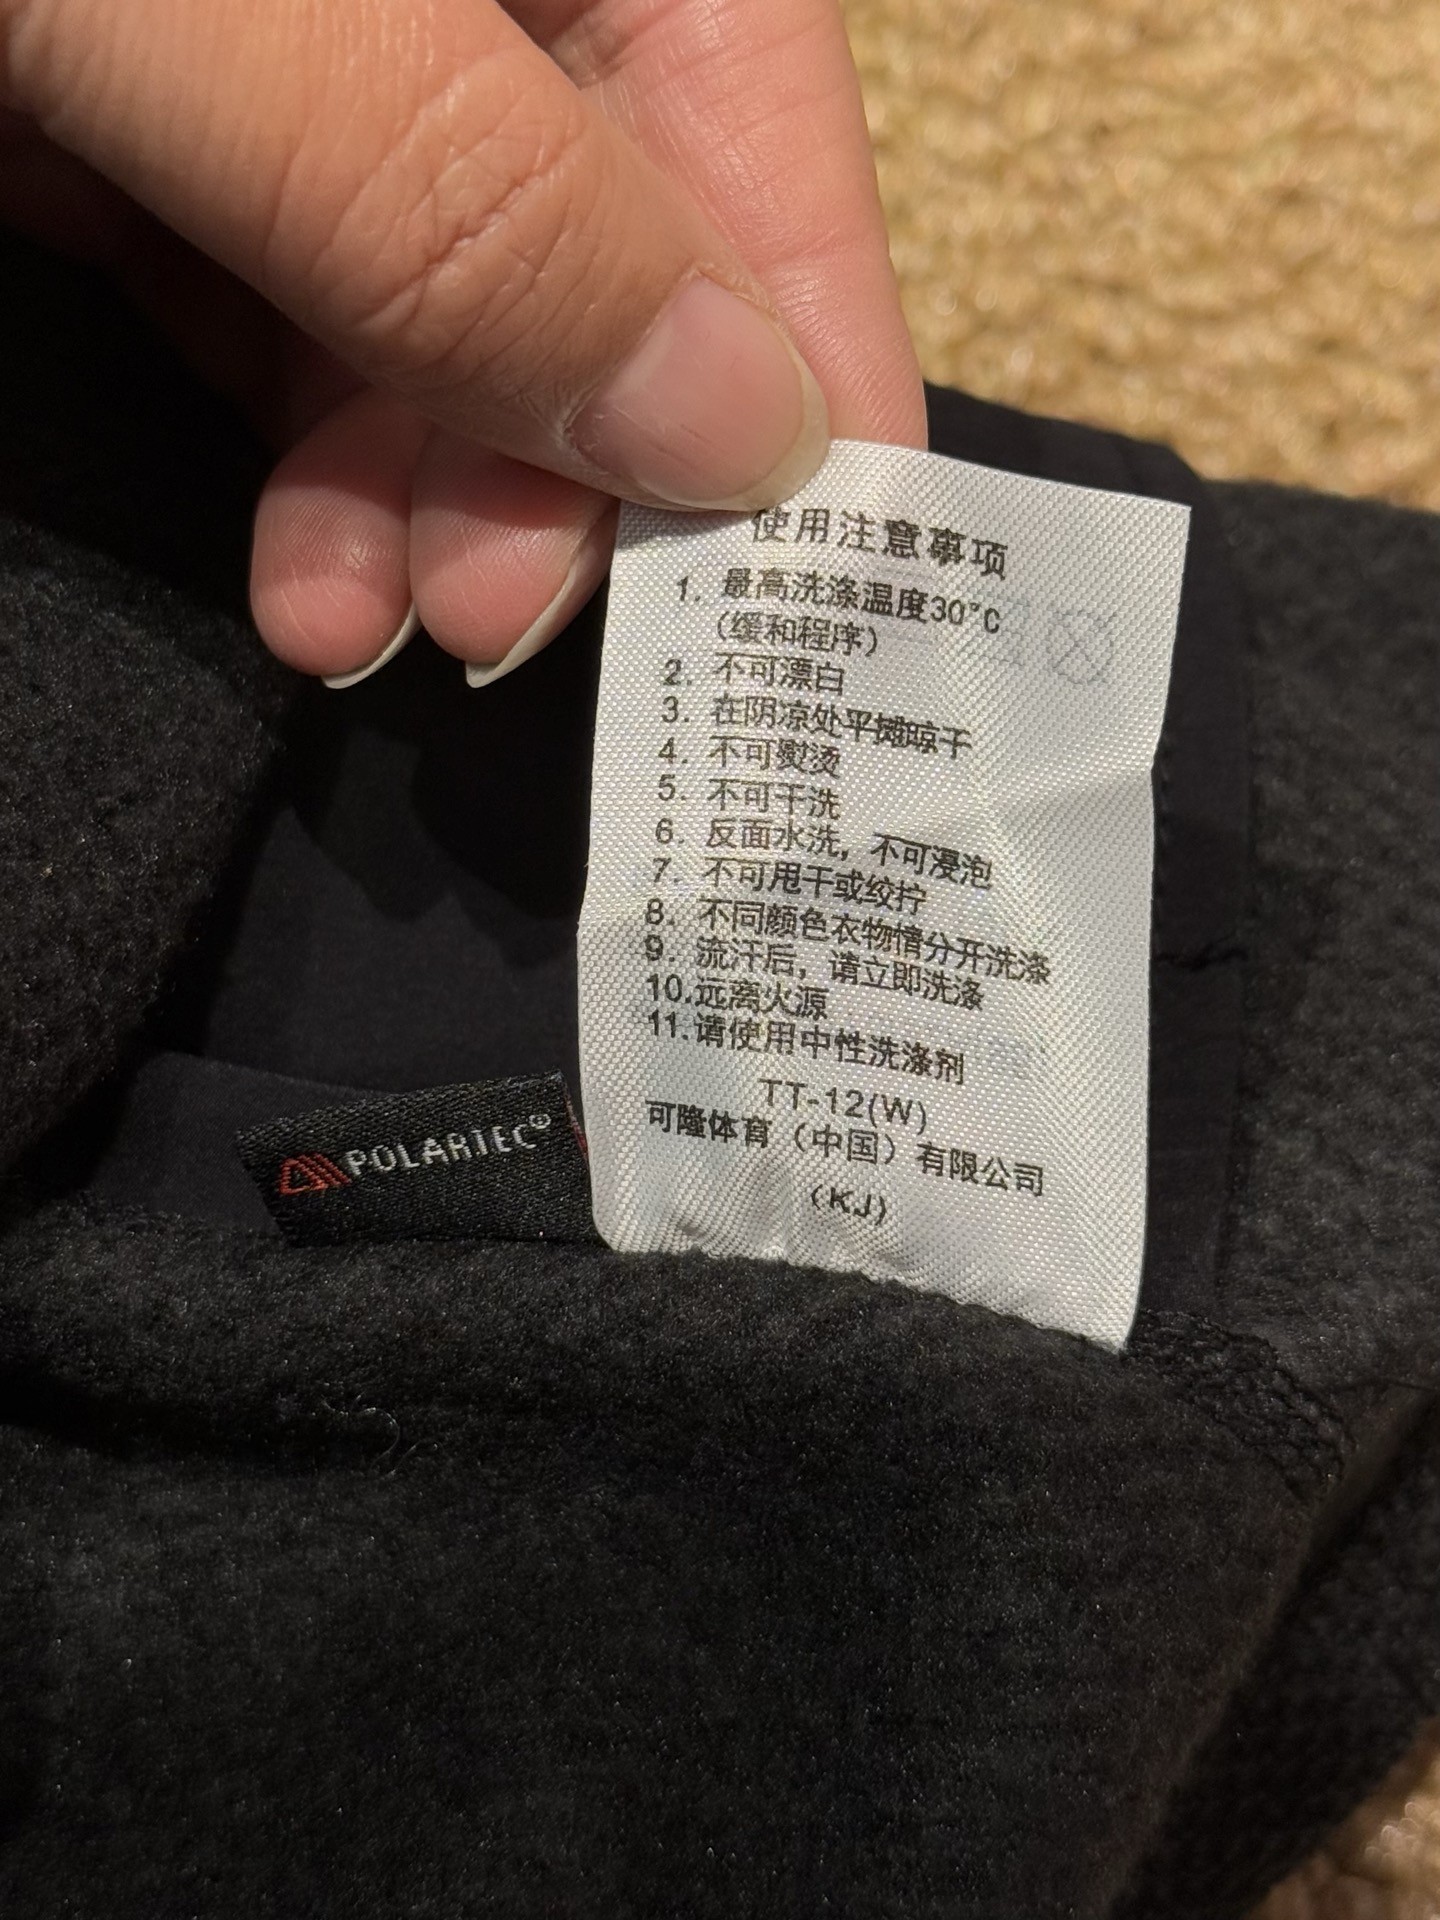 使用注意事项
1. 最高洗涤温度30°C
(缓和程序)
2. 不可漂白
3. 在阴凉处平摊晾干
4. 不可熨烫
5. 不可干洗
6. 反面水洗，不可浸泡
7. 不可甩干或绞拧
8. 不同颜色衣物情分开洗涤
9. 流汗后，请立即洗涤
10.远离火源
11.请使用中性洗涤剂
TT-12(W)
可隆体育（中国）有限公司
(KJ)
POLARTEC®